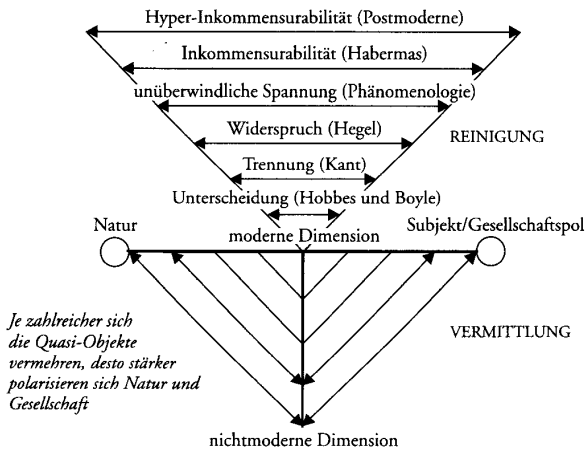 Hyper-Inkommensurabilität (Postmoderne)
Inkommensurabilität (Habermas)
unüberwindliche Spannung (Phänomenologie)
Widerspruch (Hegel)
REINIGUNG
Trennung (Kant)
Unterscheidung (Hobbes und Boyle)
Natur
moderne Dimension
Subjekt/Gesellschaftspol
Je zahlreicher sich
die Quasi-Objekte
vermehren, desto stärker
polarisieren sich Natur und
Gesellschaft
VERMITTLUNG
nichtmoderne Dimension